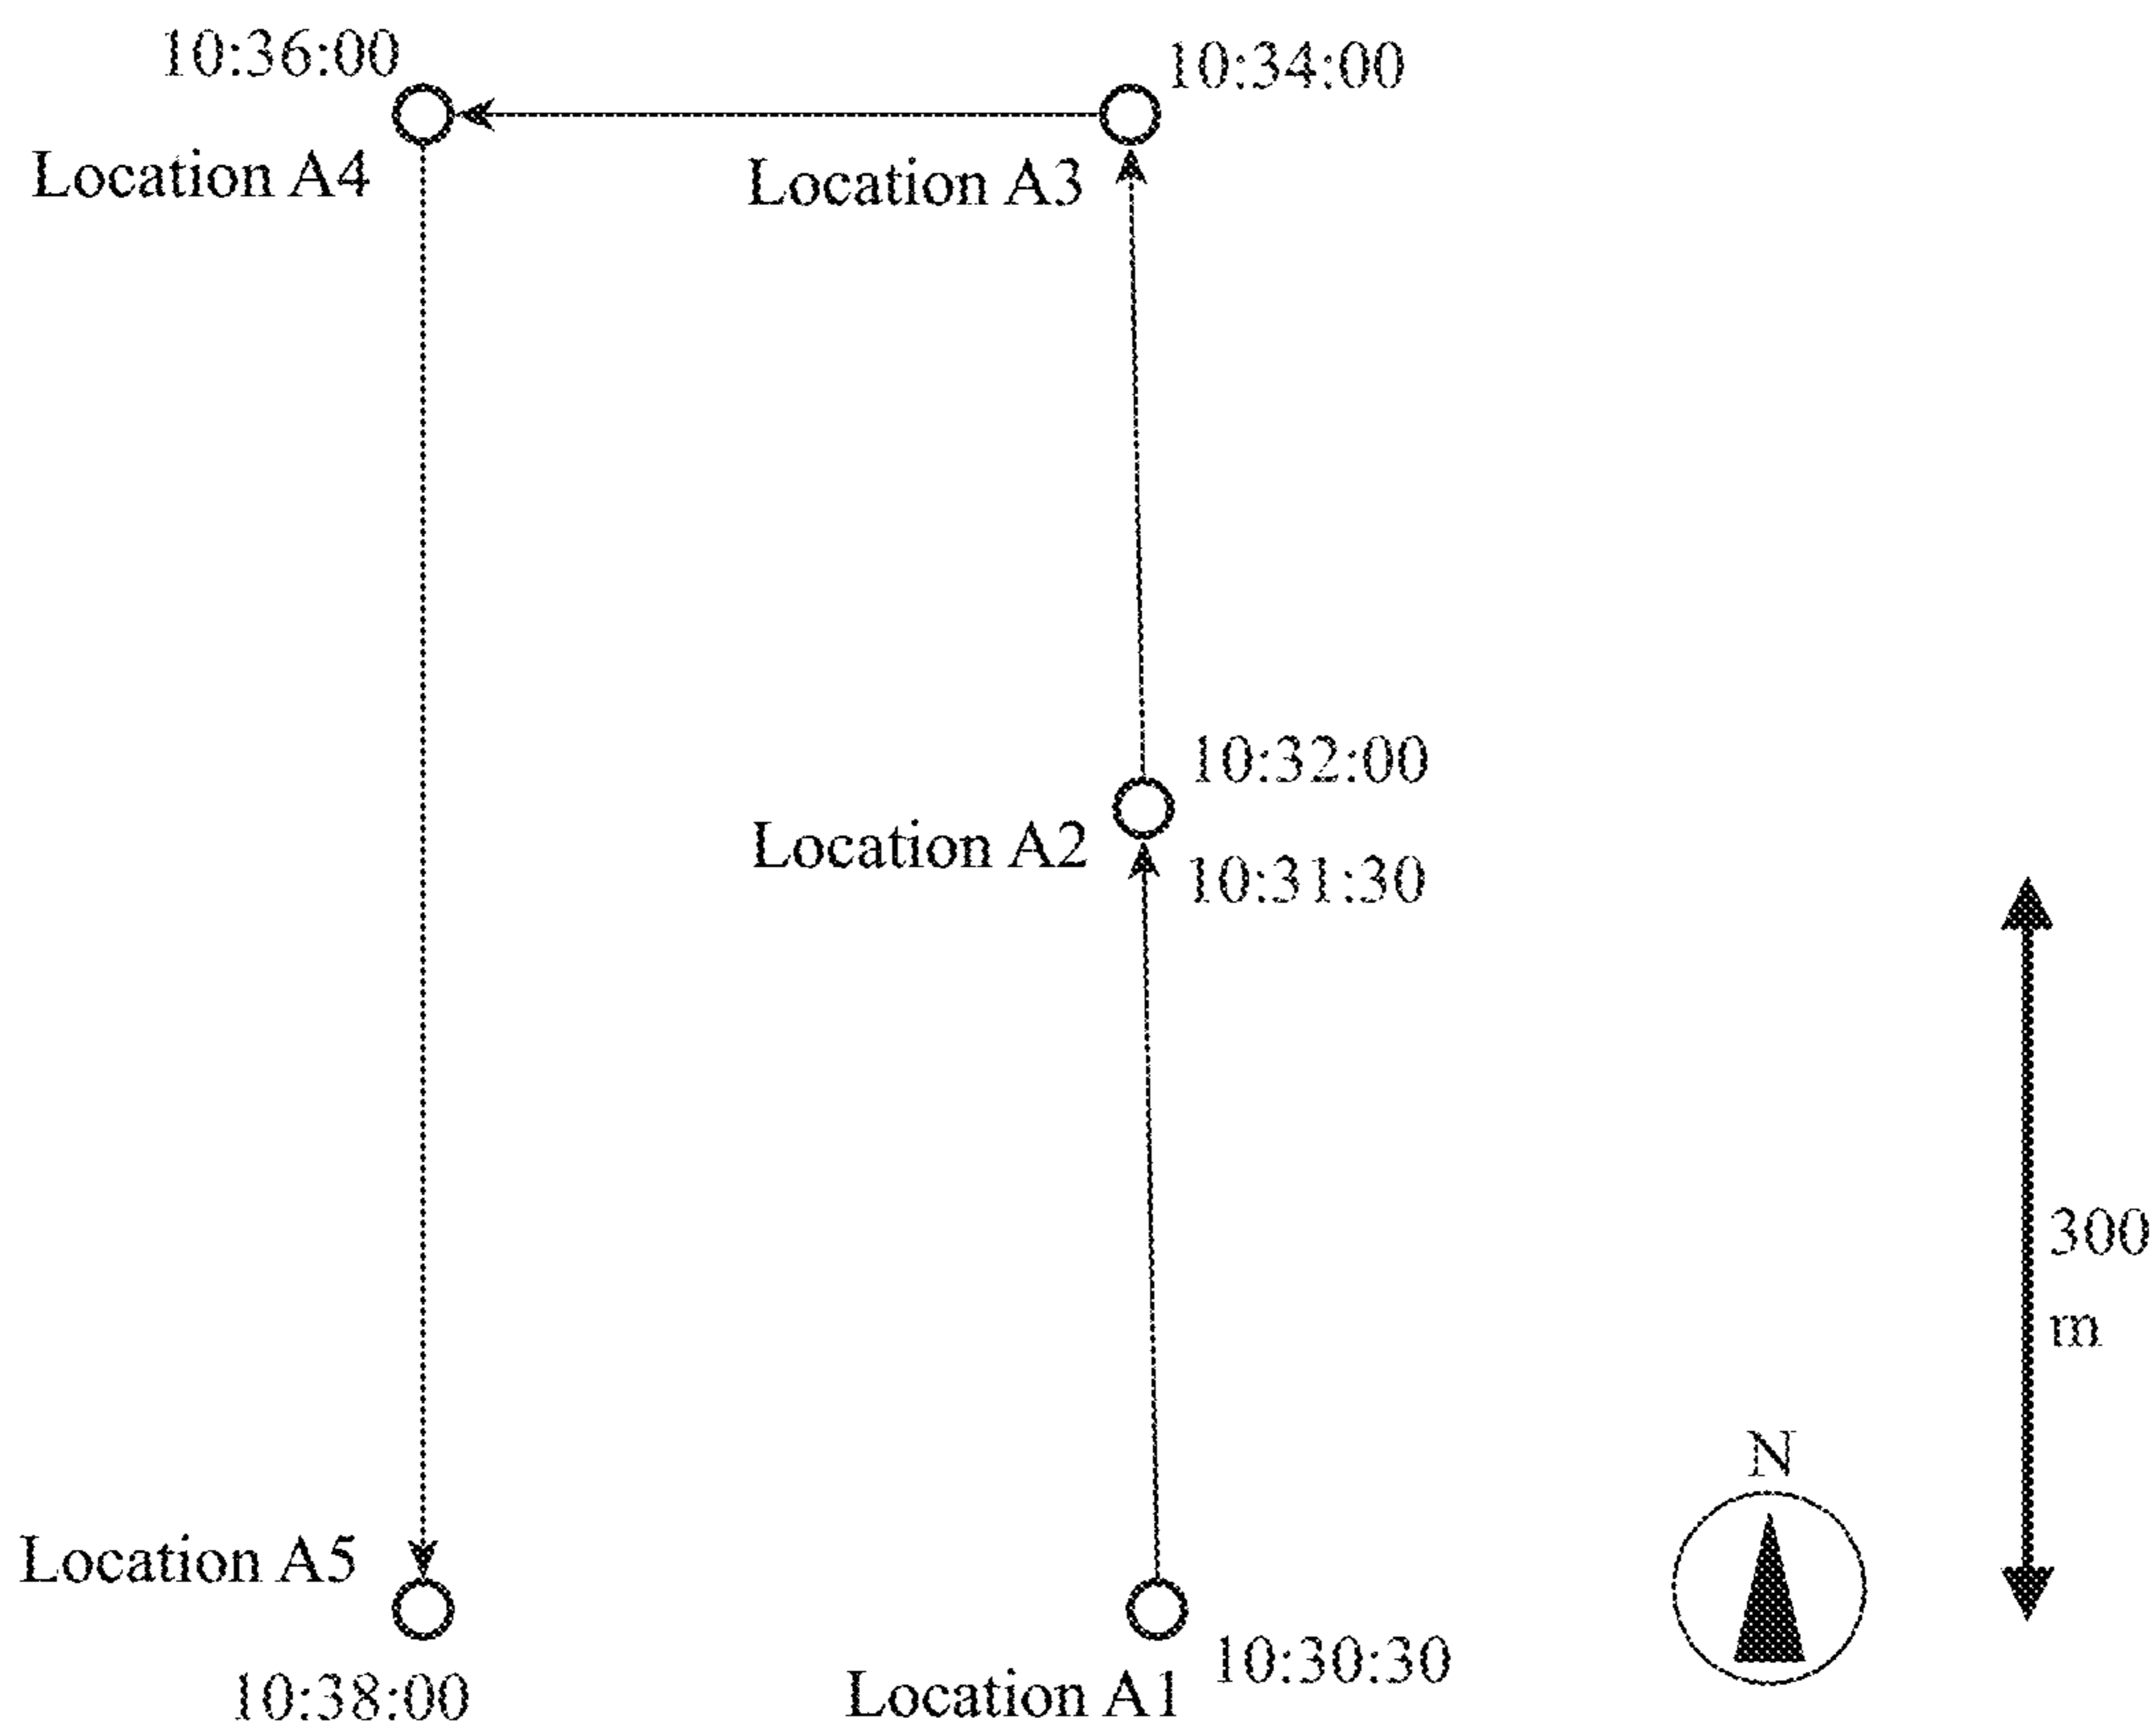 10:36:00
10:34:00
Location A4
Location A3
10:32:00
Location A2
10:31:30
300
m
N
Location A5
10:30:30
10:38:00
Location A1